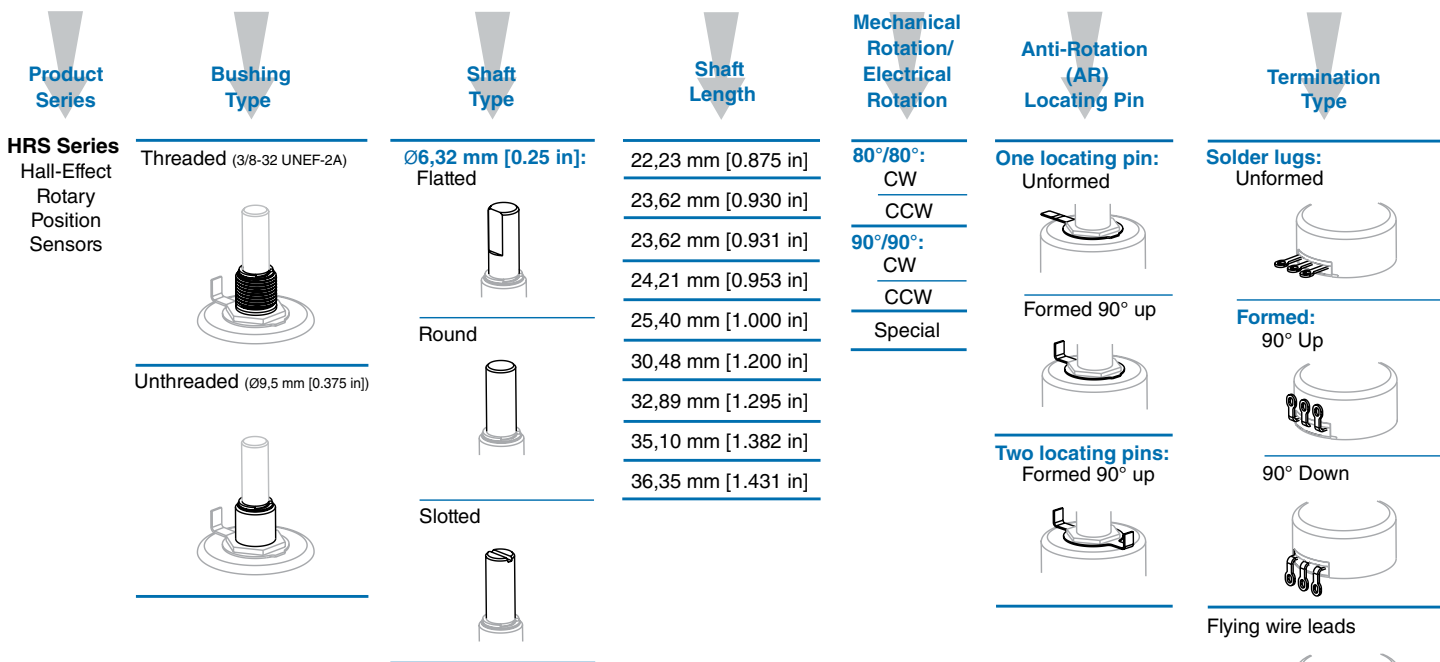 Product
Series
HRS Series
Hall-Effect
Rotary
Position
Sensors
Bushing
Type
Threaded (3/8-32 UNEF-2A)
Unthreaded (Ø9,5 mm [0.375 in])
Shaft
Type
Ø6,32 mm [0.25 in]:
Flatted
Round
Slotted
Shaft
Length
22,23 mm [0.875 in]
23,62 mm [0.930 in]
23,62 mm [0.931 in]
24,21 mm [0.953 in]
25,40 mm [1.000 in]
30,48 mm [1.200 in]
32,89 mm [1.295 in]
35,10 mm [1.382 in]
36,35 mm [1.431 in]
Mechanical
Rotation/
Electrical
Rotation
80°/80°:
CW
CCW
90°/90°:
CW
CCW
Special
Anti-Rotation
(AR)
Locating Pin
One locating pin:
Unformed
Formed 90° up
Two locating pins:
Formed 90° up
Termination
Type
Solder lugs:
Unformed
Formed:
90° Up
90° Down
Flying wire leads